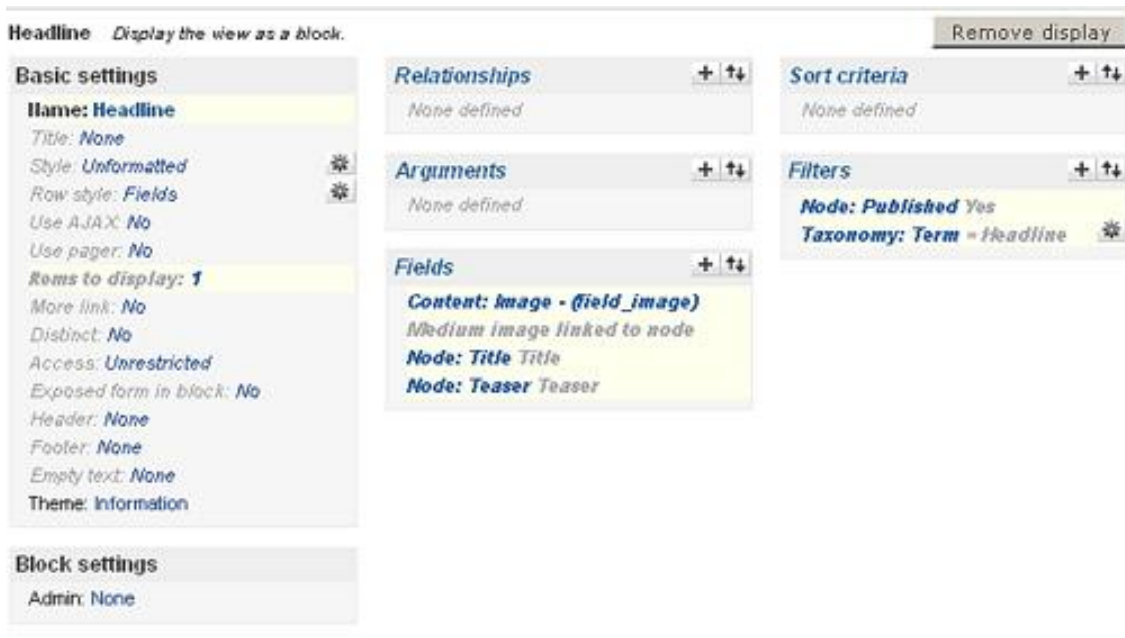 Headline Display the view as a block.
Remove display
Basic settings
Name: Headline
Title: None
Style: Unformatted
Row style: Fields
Use AJAX: No
Use pager: No
Items to display: 1
More link: No
Distinct: No
Access: Unrestricted
Exposed form in block: No
Header: None
Footer: None
Empty text: None
Theme: Information
Block settings
Admin: None
Relationships
None defined
Arguments
None defined
Fields
Content: Image - (field_image)
Medium image linked to node
Node: Title Title
Node: Teaser Teaser
Sort criteria
None defined
Filters
Node: Published Yes
Taxonomy: Term = Headline